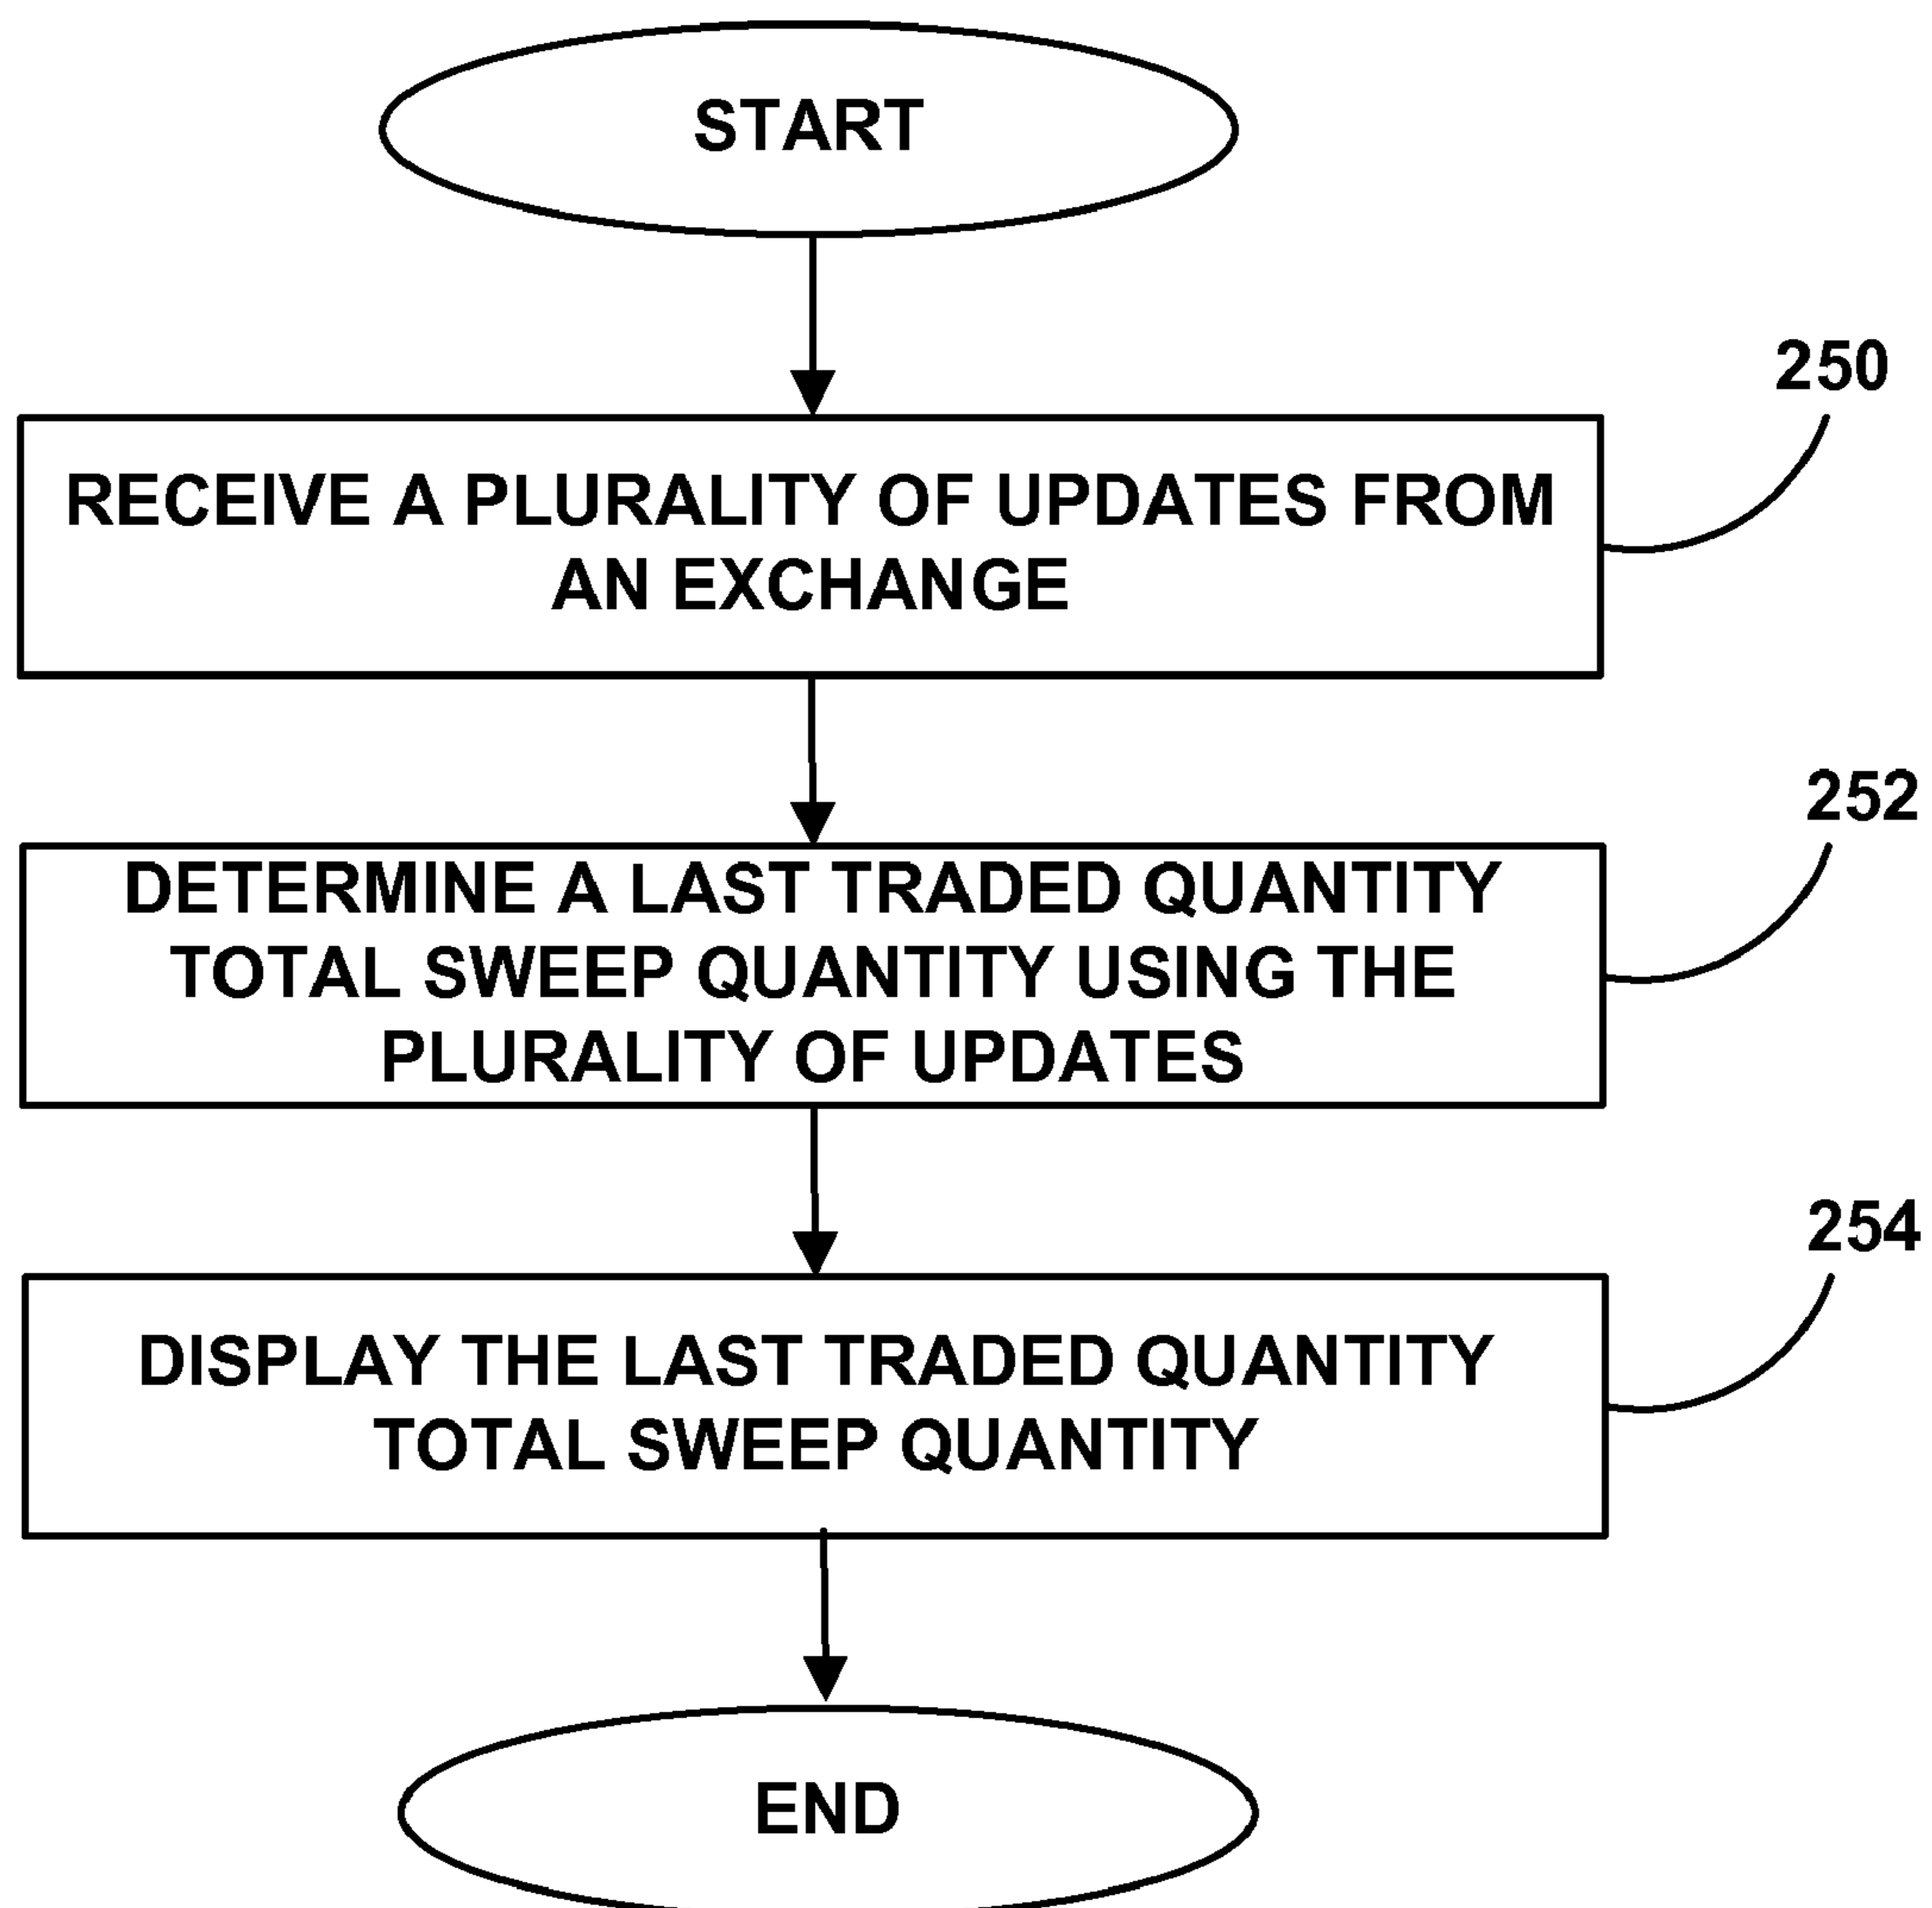 START
250
RECEIVE A PLURALITY OF UPDATES FROM
AN EXCHANGE
252
DETERMINE A LAST TRADED QUANTITY
TOTAL SWEEP QUANTITY USING THE
PLURALITY OF UPDATES
254
DISPLAY THE LAST TRADED QUANTITY
TOTAL SWEEP QUANTITY
END